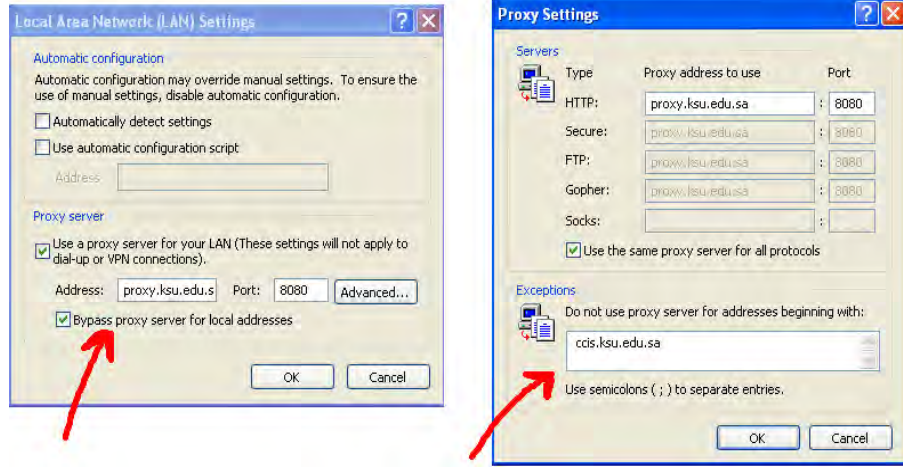 Local Area Network (LAN) Settings
Automatic configuration
Automatic configuration may override manual settings. To ensure the
use of manual settings, disable automatic configuration.
Automatically detect settings
Use automatic configuration script
Address
Proxy server
Use a proxy server for your LAN (These settings will not apply to
dial-up or VPN connections).
Address: proxy.ksu.edu.s Port: 8080 Advanced...
Bypass proxy server for local addresses
OK Cancel
Proxy Settings
Servers
Type Proxy address to use Port
HTTP: proxy.ksu.edu.sa : 8080
Secure: proxy.ksu.edu.sa : 8080
FTP: proxy.ksu.edu.sa : 8080
Gopher: proxy.ksu.edu.sa : 8080
Socks: :
Use the same proxy server for all protocols
Exceptions
Do not use proxy server for addresses beginning with:
ccis.ksu.edu.sa
Use semicolons ( ; ) to separate entries.
OK Cancel